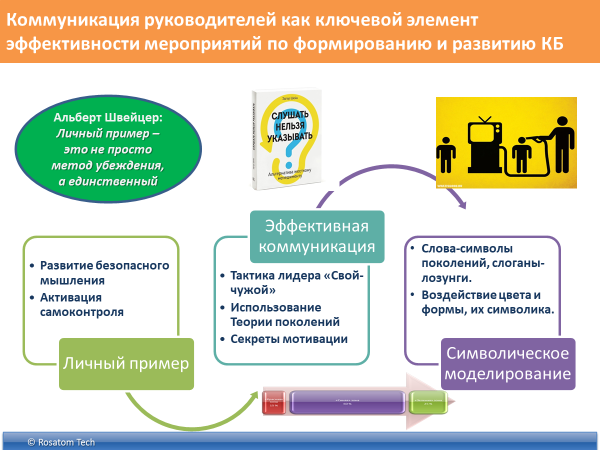 Коммуникация руководителей как ключевой элемент
эффективности мероприятий по формированию и развитию КБ
Альберт Швейцер:
Личный пример –
это не просто
метод убеждения,
а единственный
СЛУШАТЬ
НЕЛЬЗЯ
УКАЗЫВАТЬ
Эффективная
коммуникация
• Развитие безопасного
мышления
• Активация
самоконтроля
• Тактика лидера «Свой-
чужой»
• Использование
Теории поколений
• Секреты мотивации
• Слова-символы
поколений, слоганы-
лозунги.
• Воздействие цвета и
формы, их символика.
Личный пример
Символическое
моделирование
© Rosatom Tech